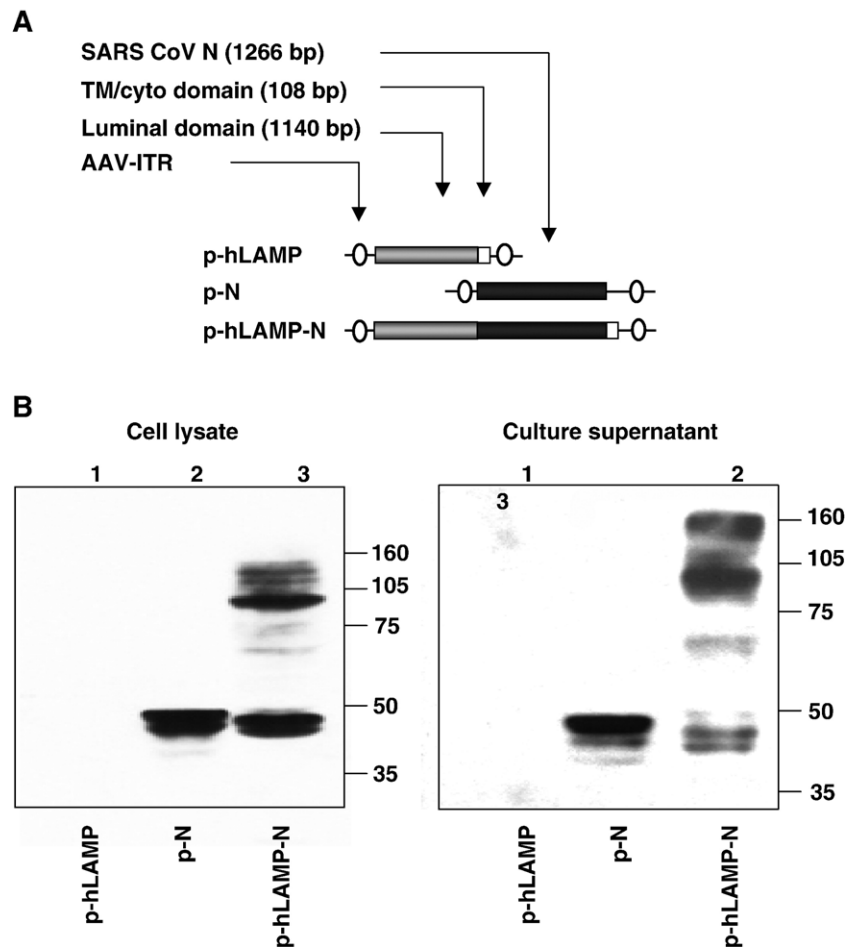 A
SARS CoV N (1266 bp)
TM/cyto domain (108 bp)
Luminal domain (1140 bp)
AAV-ITR
p-hLAMP
p-N
p-hLAMP-N
B
Cell lysate
1 2 3
160
105
75
50
35
p-hLAMP
p-N
p-hLAMP-N
Culture supernatant
1 2
3
160
105
75
50
35
p-hLAMP
p-N
p-hLAMP-N